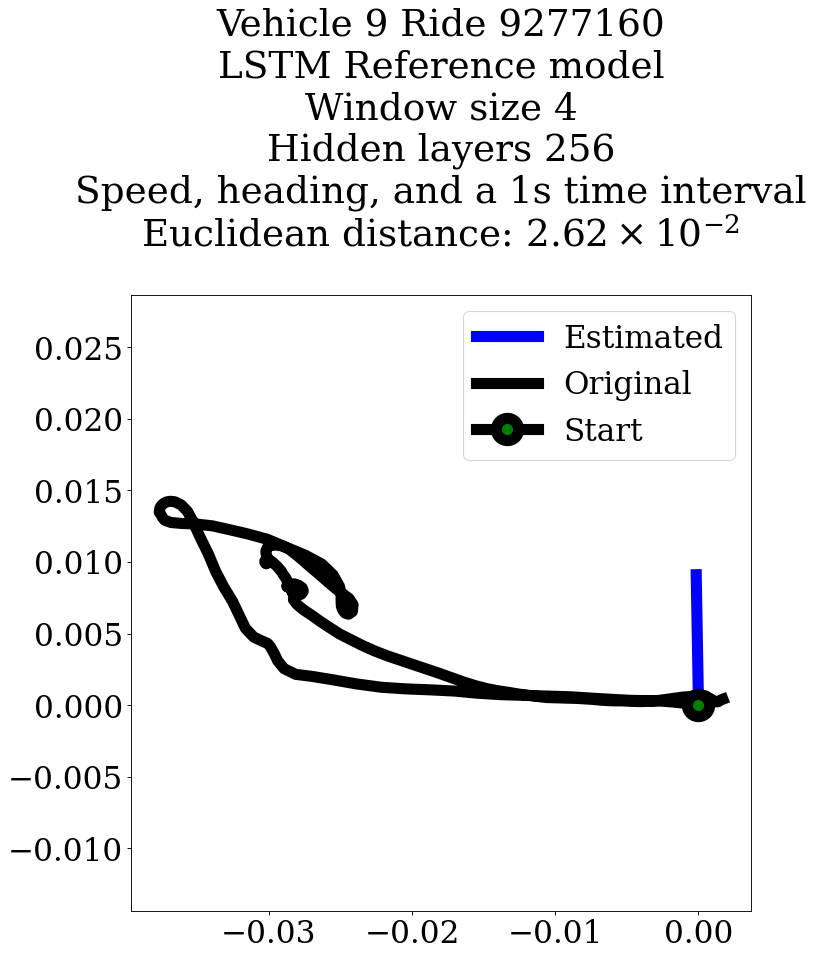 Vehicle 9 Ride 9277160
LSTM Reference model
Window size 4
Hidden layers 256
Speed, heading, and a 1s time interval
Euclidean distance: 2.62 × 10⁻²
Estimated
Original
Start
0.025
0.020
0.015
0.010
0.005
0.000
−0.005
−0.010
−0.03 −0.02 −0.01 0.00